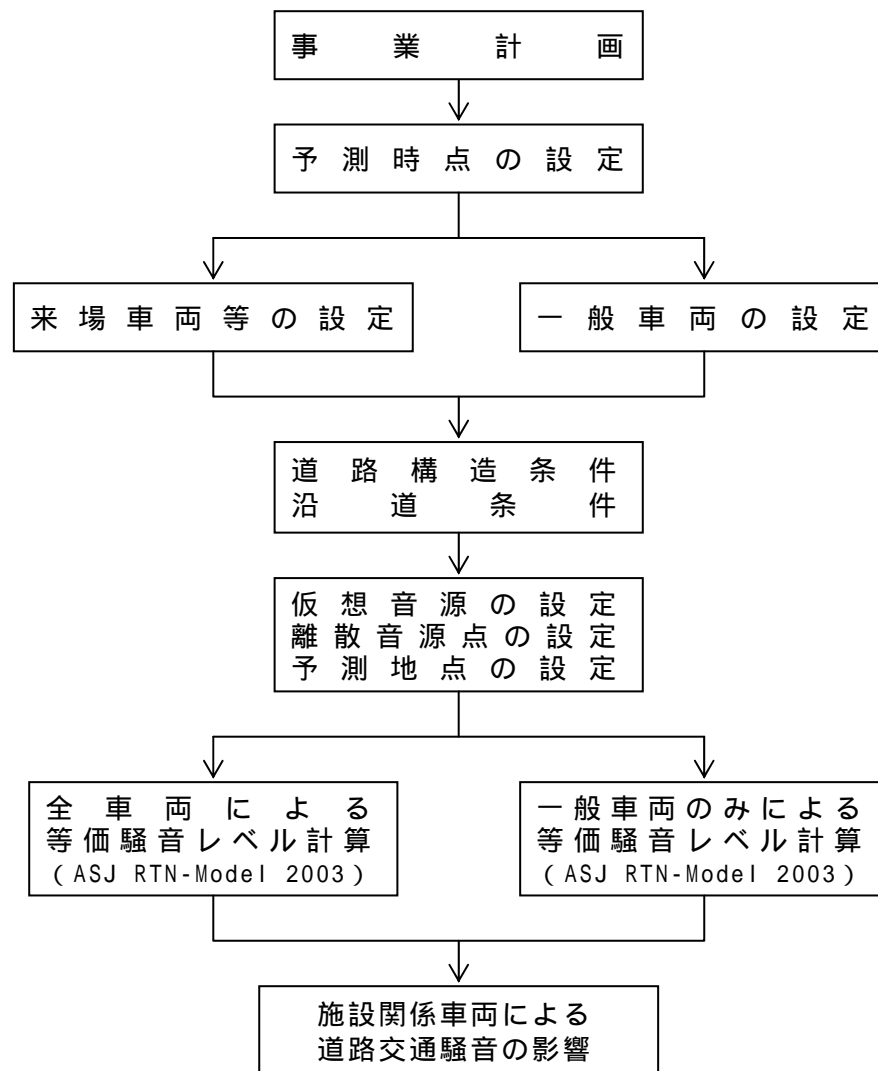 事業計画
予測時点の設定
来場車両等の設定
一般車両の設定
道路構造条件
沿道条件
仮想音源の設定
離散音源点の設定
予測地点の設定
全車両による
等価騒音レベル計算
(ASJ RTN-Model 2003)
一般車両のみによる
等価騒音レベル計算
(ASJ RTN-Model 2003)
施設関係車両による
道路交通騒音の影響